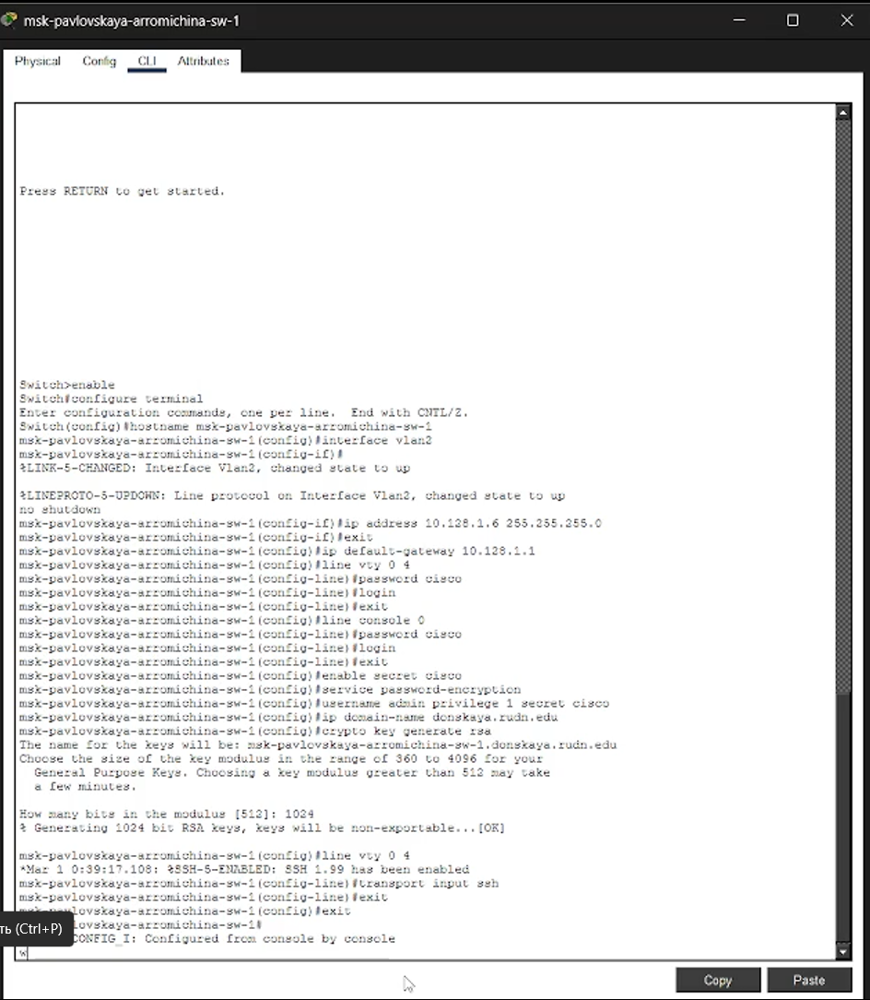 msk-pavlovskaya-arromichina-sw-1
Physical Config CLI Attributes
Press RETURN to get started.
Switch>enable
Switch#configure terminal
Enter configuration commands, one per line. End with CNTL/Z.
Switch(config)#hostname msk-pavlovskaya-arromichina-sw-1
msk-pavlovskaya-arromichina-sw-1(config)#interface vlan2
msk-pavlovskaya-arromichina-sw-1(config-if)#
%LINK-5-CHANGED: Interface Vlan2, changed state to up
%LINEPROTO-5-UPDOWN: Line protocol on Interface Vlan2, changed state to up
no shutdown
msk-pavlovskaya-arromichina-sw-1(config-if)#ip address 10.128.1.6 255.255.255.0
msk-pavlovskaya-arromichina-sw-1(config-if)#exit
msk-pavlovskaya-arromichina-sw-1(config)#ip default-gateway 10.128.1.1
msk-pavlovskaya-arromichina-sw-1(config)#line vty 0 4
msk-pavlovskaya-arromichina-sw-1(config-line)#password cisco
msk-pavlovskaya-arromichina-sw-1(config-line)#login
msk-pavlovskaya-arromichina-sw-1(config-line)#exit
msk-pavlovskaya-arromichina-sw-1(config)#line console 0
msk-pavlovskaya-arromichina-sw-1(config-line)#password cisco
msk-pavlovskaya-arromichina-sw-1(config-line)#login
msk-pavlovskaya-arromichina-sw-1(config-line)#exit
msk-pavlovskaya-arromichina-sw-1(config)#enable secret cisco
msk-pavlovskaya-arromichina-sw-1(config)#service password-encryption
msk-pavlovskaya-arromichina-sw-1(config)#username admin privilege 1 secret cisco
msk-pavlovskaya-arromichina-sw-1(config)#ip domain-name donskaya.rudn.edu
msk-pavlovskaya-arromichina-sw-1(config)#crypto key generate rsa
The name for the keys will be: msk-pavlovskaya-arromichina-sw-1.donskaya.rudn.edu
Choose the size of the key modulus in the range of 360 to 4096 for your
General Purpose Keys. Choosing a key modulus greater than 512 may take
a few minutes.
How many bits in the modulus [512]: 1024
% Generating 1024 bit RSA keys, keys will be non-exportable...[OK]
msk-pavlovskaya-arromichina-sw-1(config)#line vty 0 4
*Mar 1 0:39:17.108: %SSH-5-ENABLED: SSH 1.99 has been enabled
msk-pavlovskaya-arromichina-sw-1(config-line)#transport input ssh
msk-pavlovskaya-arromichina-sw-1(config-line)#exit
msk-pavlovskaya-arromichina-sw-1(config)#exit
ть (Ctrl+P)
lovskaya-arromichina-sw-1#
CONFIG_I: Configured from console by console
w
Copy Paste